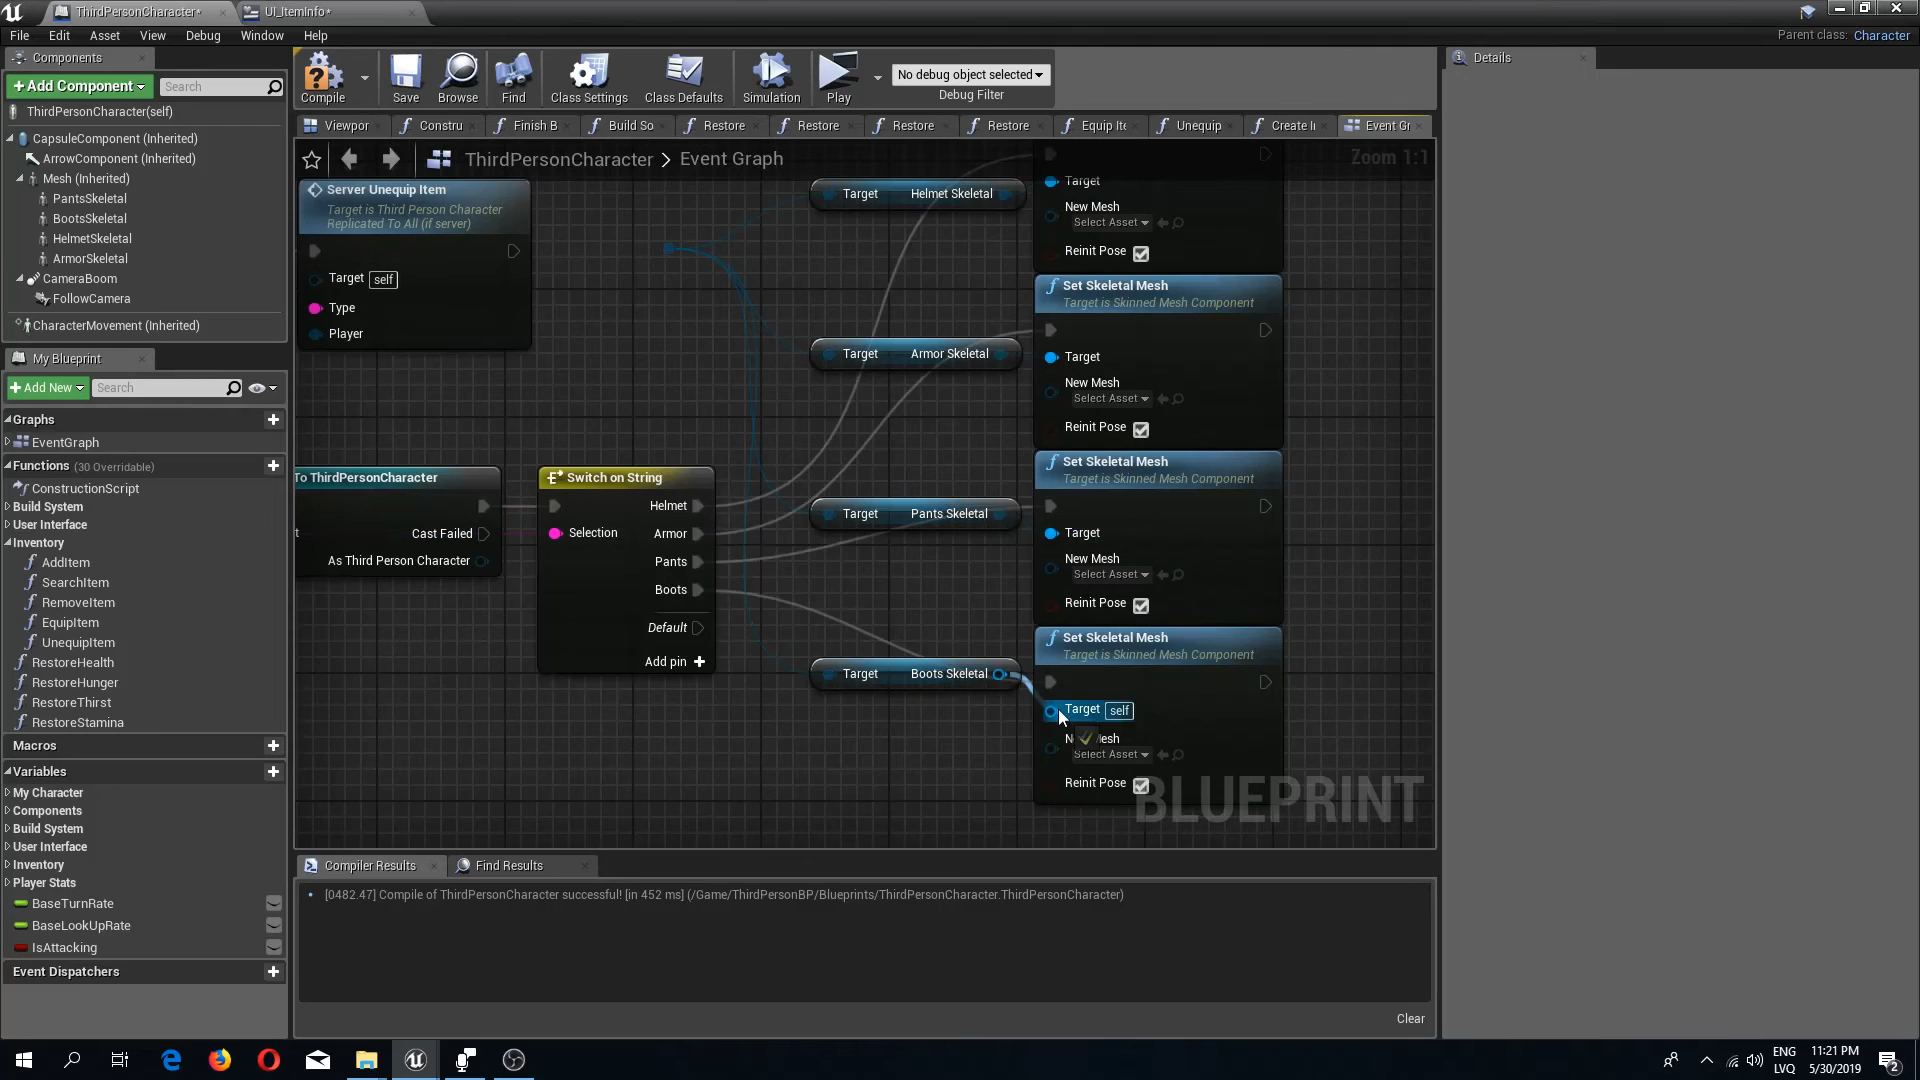 ThirdPersonCharacter*
UI_ItemInfo*
File Edit Asset View Debug Window Help
Parent class: Character
Components
+Add Component
Search
ThirdPersonCharacter(self)
CapsuleComponent (Inherited)
ArrowComponent (Inherited)
Mesh (Inherited)
PantsSkeletal
BootsSkeletal
HelmetSkeletal
ArmorSkeletal
CameraBoom
FollowCamera
CharacterMovement (Inherited)
My Blueprint
+Add New
Search
Graphs
EventGraph
Functions (30 Overridable)
ConstructionScript
Build System
User Interface
Inventory
AddItem
SearchItem
RemoveItem
EquipItem
UnequipItem
RestoreHealth
RestoreHunger
RestoreThirst
RestoreStamina
Macros
Variables
My Character
Components
Build System
User Interface
Inventory
Player Stats
BaseTurnRate
BaseLookUpRate
IsAttacking
Event Dispatchers
Compile
Save
Browse
Find
Class Settings
Class Defaults
Simulation
Play
No debug object selected
Debug Filter
Viewpor
Constru
Finish B
Build So
Restore
Restore
Restore
Restore
Equip Ite
Unequip
Create I
Event Gr
ThirdPersonCharacter > Event Graph
Zoom 1:1
Server Unequip Item
Target is Third Person Character
Replicated To All (if server)
Target self
Type
Player
To ThirdPersonCharacter
Cast Failed
t
As Third Person Character
Switch on String
Helmet
Selection
Armor
Pants
Boots
Default
Add pin +
Target Helmet Skeletal
Target Armor Skeletal
Target Pants Skeletal
Target Boots Skeletal
Target
New Mesh
Select Asset
Reinit Pose
Set Skeletal Mesh
Target is Skinned Mesh Component
Target
New Mesh
Select Asset
Reinit Pose
Set Skeletal Mesh
Target is Skinned Mesh Component
Target
New Mesh
Select Asset
Reinit Pose
Set Skeletal Mesh
Target is Skinned Mesh Component
Target self
N esh
Select Asset
Reinit Pose
BLUEPRINT
Compiler Results
Find Results
[0482.47] Compile of ThirdPersonCharacter successful! [in 452 ms] (/Game/ThirdPersonBP/Blueprints/ThirdPersonCharacter.ThirdPersonCharacter)
Clear
Details
ENG
LVQ
11:21 PM
5/30/2019
2